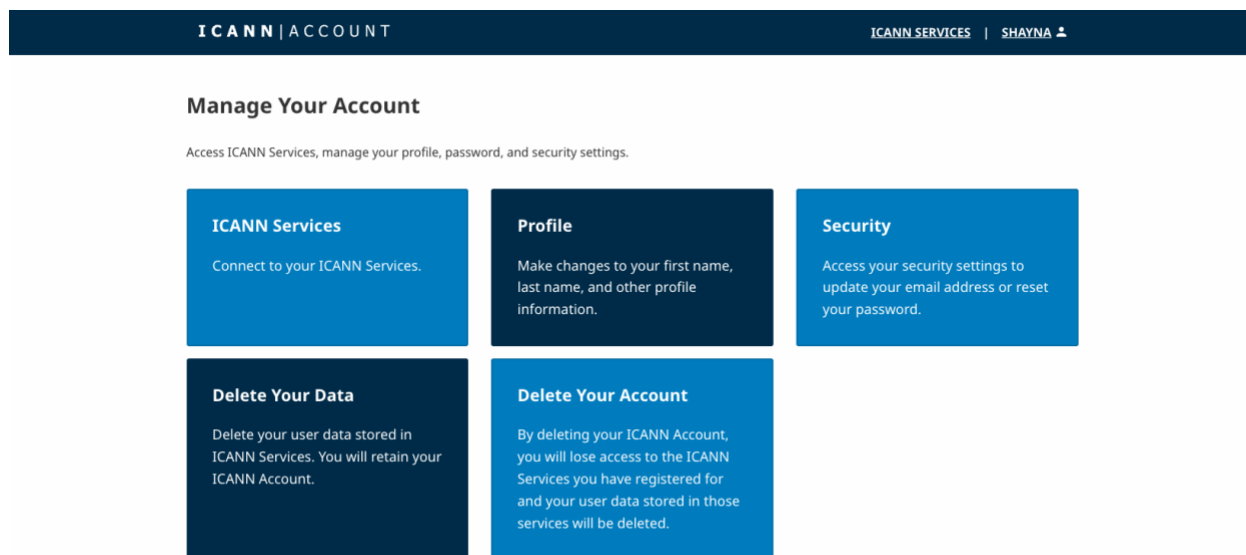 ICANN|ACCOUNT
ICANN SERVICES | SHAYNA
Manage Your Account
Access ICANN Services, manage your profile, password, and security settings.
ICANN Services
Connect to your ICANN Services.
Profile
Make changes to your first name,
last name, and other profile
information.
Security
Access your security settings to
update your email address or reset
your password.
Delete Your Data
Delete your user data stored in
ICANN Services. You will retain your
ICANN Account.
Delete Your Account
By deleting your ICANN Account,
you will lose access to the ICANN
Services you have registered for
and your user data stored in those
services will be deleted.